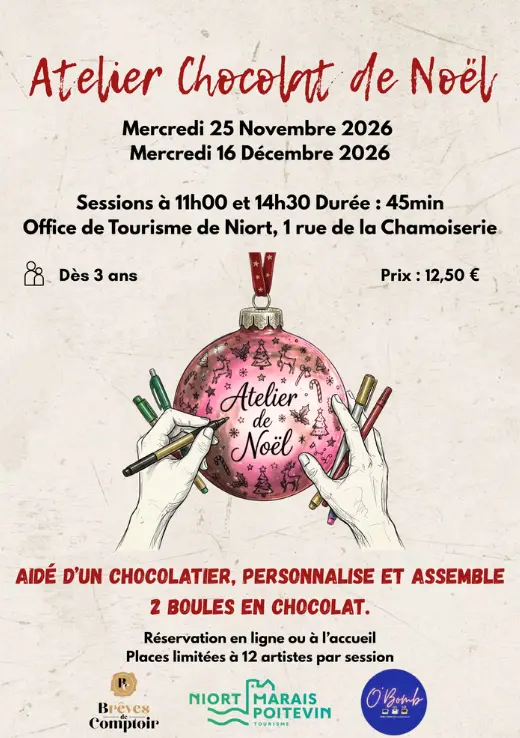 Atelier Chocolat de Noël
Mercredi 25 Novembre 2026
Mercredi 16 Décembre 2026
Sessions à 11h00 et 14h30 Durée : 45min
Office de Tourisme de Niort, 1 rue de la Chamoiserie
Dès 3 ans
Prix : 12,50 €
Atelier
de
Noël
AIDÉ D'UN CHOCOLATIER, PERSONNALISE ET ASSEMBLE
2 BOULES EN CHOCOLAT.
Réservation en ligne ou à l'accueil
Places limitées à 12 artistes par session
Brèves
de
Comptoir
NIORT MARAIS
POITEVIN
TOURISME
O'Bomb